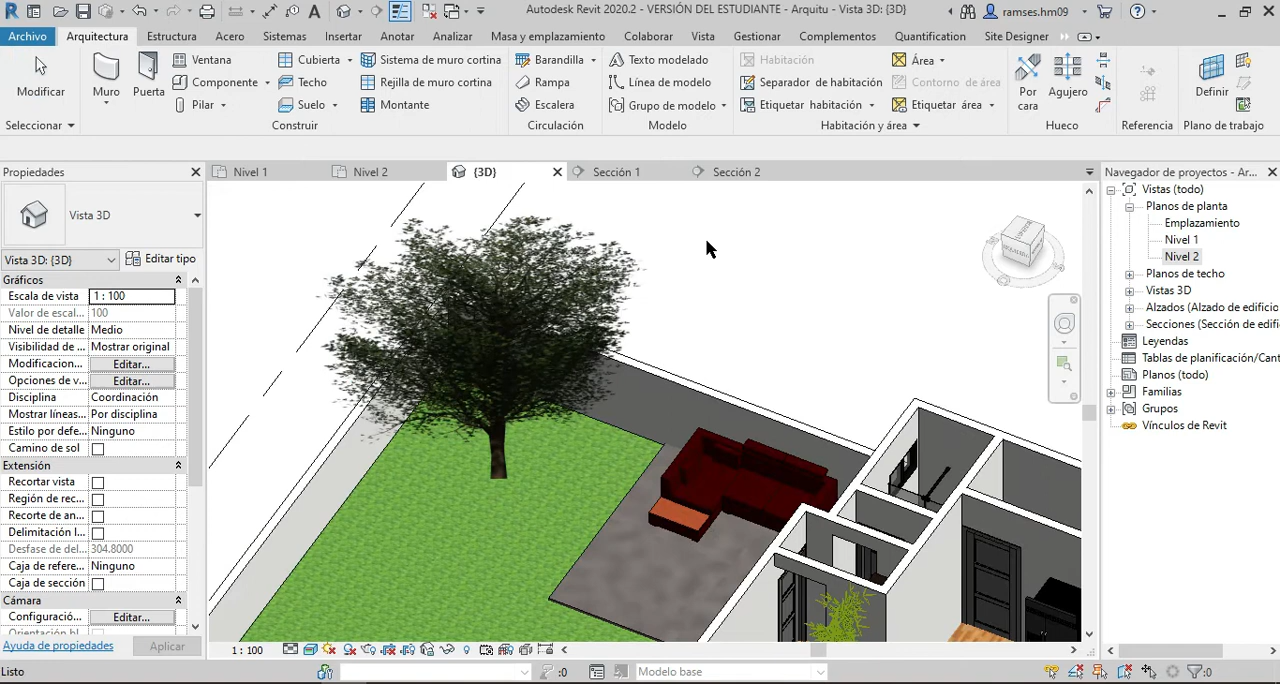 Autodesk Revit 2020.2 - VERSIÓN DEL ESTUDIANTE - Arquitu - Vista 3D: {3D}
ramses.hm09
Archivo Arquitectura Estructura Acero Sistemas Insertar Anotar Analizar Masa y emplazamiento Colaborar Vista Gestionar Complementos Quantification Site Designer
Modificar
Muro
Puerta
Ventana
Componente
Pilar
Cubierta
Techo
Suelo
Sistema de muro cortina
Rejilla de muro cortina
Montante
Barandilla
Rampa
Escalera
Texto modelado
Línea de modelo
Grupo de modelo
Habitación
Separador de habitación
Etiquetar habitación
Área
Contorno de área
Etiquetar área
Por cara
Agujero
Definir
Seleccionar
Construir
Circulación
Modelo
Habitación y área
Hueco
Referencia
Plano de trabajo
Propiedades
Nivel 1
Nivel 2
{3D}
Sección 1
Sección 2
Vista 3D
Vista 3D: {3D}
Editar tipo
Gráficos
Escala de vista 1 : 100
Valor de escal... 100
Nivel de detalle Medio
Visibilidad de ... Mostrar original
Modificacion... Editar...
Opciones de v... Editar...
Disciplina Coordinación
Mostrar líneas... Por disciplina
Estilo por defe... Ninguno
Camino de sol
Extensión
Recortar vista
Región de rec...
Recorte de an...
Delimitación l...
Desfase de del... 304.8000
Caja de refere... Ninguno
Caja de sección
Cámara
Configuració... Editar...
Ayuda de propiedades Aplicar
Navegador de proyectos - Ar...
Vistas (todo)
Planos de planta
Emplazamiento
Nivel 1
Nivel 2
Planos de techo
Vistas 3D
Alzados (Alzado de edificio
Secciones (Sección de edifi
Leyendas
Tablas de planificación/Cant
Planos (todo)
Familias
Grupos
Vínculos de Revit
1 : 100
Listo
:0
Modelo base
:0